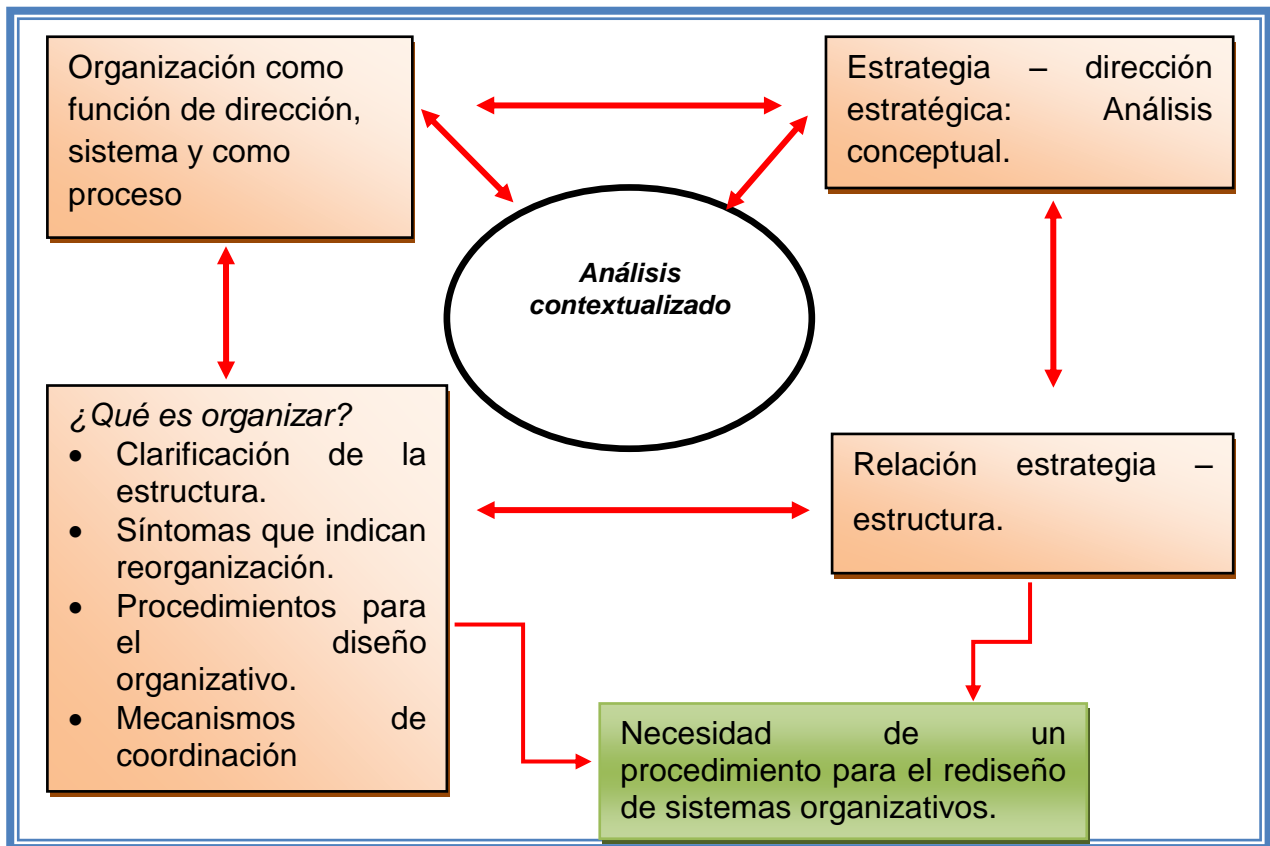 Organización como
función de dirección,
sistema y como
proceso
Estrategia – dirección
estratégica: Análisis
conceptual.
Análisis
contextualizado
¿Qué es organizar?
• Clarificación de la
estructura.
• Síntomas que indican
reorganización.
• Procedimientos para
el diseño
organizativo.
• Mecanismos de
coordinación
Relación estrategia –
estructura.
Necesidad de un
procedimiento para el rediseño
de sistemas organizativos.